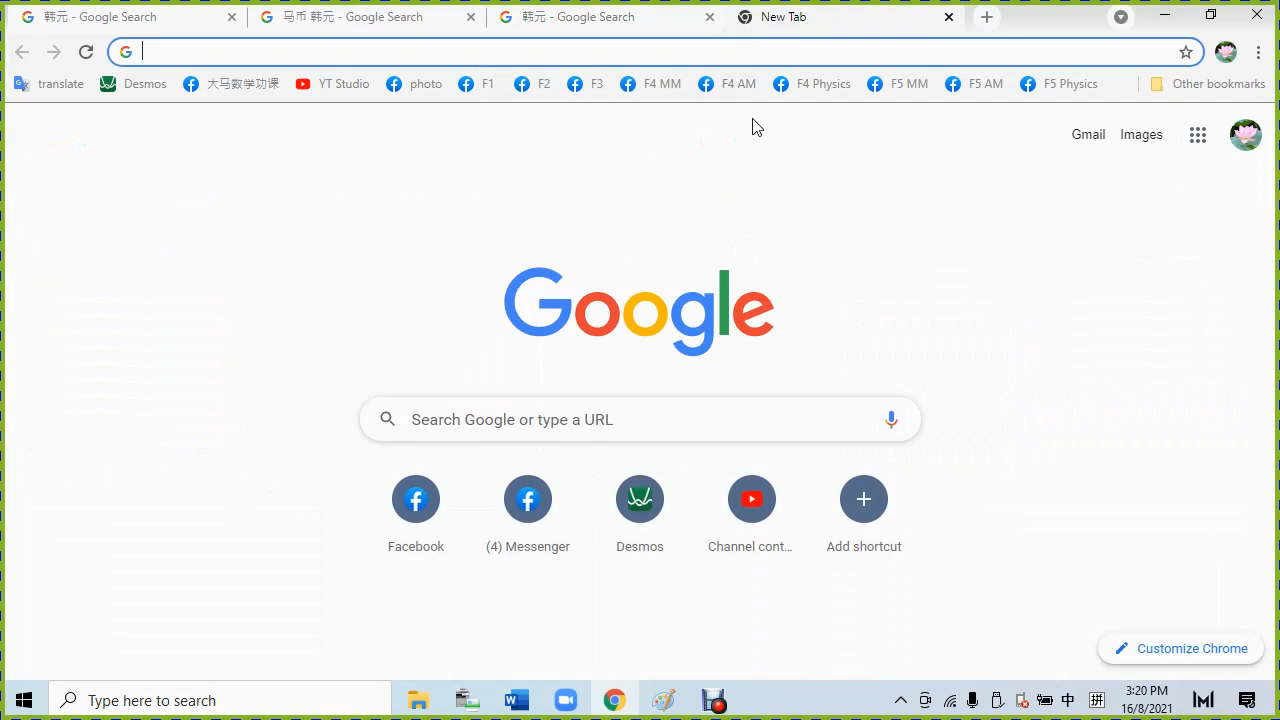 韩元 - Google Search
马币 韩元 - Google Search
韩元 - Google Search
New Tab
translate
Desmos
大马数学功课
YT Studio
photo
F1
F2
F3
F4 MM
F4 AM
F4 Physics
F5 MM
F5 AM
F5 Physics
Other bookmarks
Gmail
Images
Google
Search Google or type a URL
Facebook
(4) Messenger
Desmos
Channel cont...
Add shortcut
Customize Chrome
Type here to search
中
拼
3:20 PM
16/8/2021